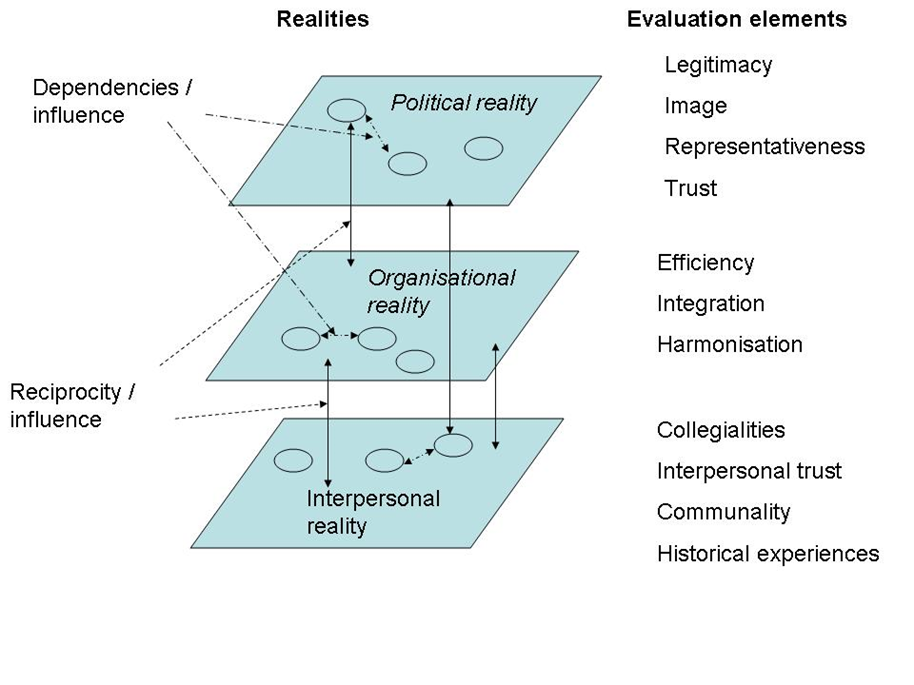 Realities
Evaluation elements
Dependencies /
influence
Political reality
Legitimacy
Image
Representativeness
Trust
Organisational
reality
Efficiency
Integration
Harmonisation
Reciprocity /
influence
Interpersonal
reality
Collegialities
Interpersonal trust
Communality
Historical experiences